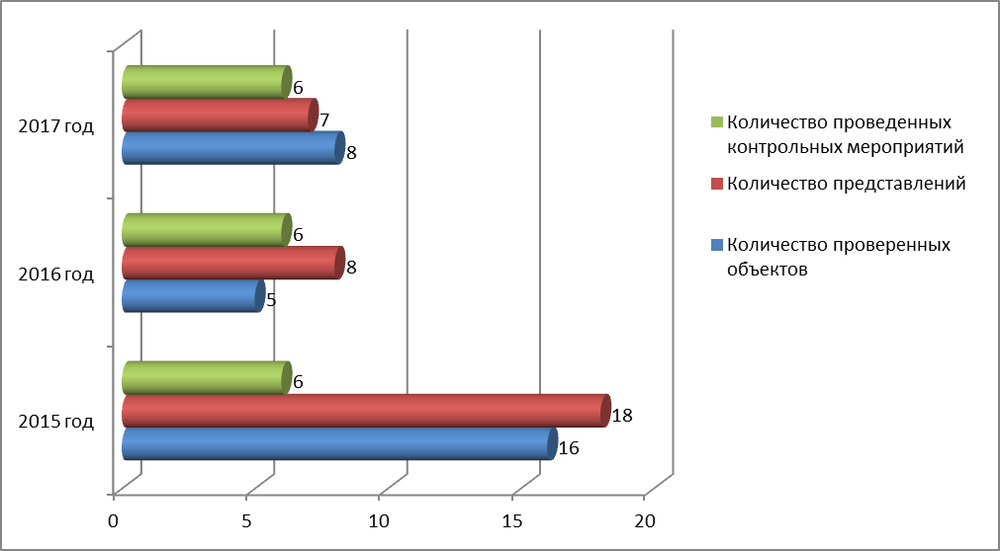 2017 год
6
7
8
2016 год
6
8
5
2015 год
6
18
16
0 5 10 15 20
Количество проведенных
контрольных мероприятий
Количество представлений
Количество проверенных
объектов